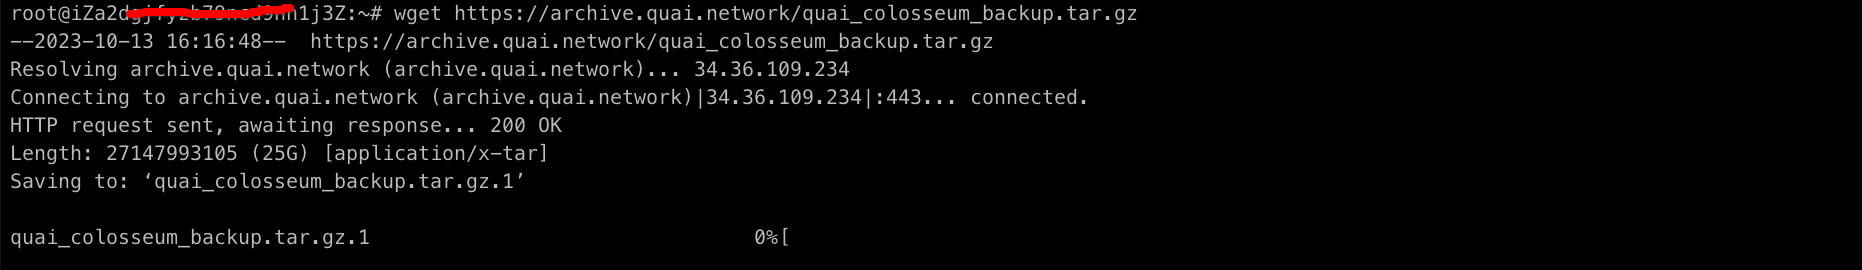 root@iZa2d 1j3Z:~# wget https://archive.quai.network/quai_colosseum_backup.tar.gz
--2023-10-13 16:16:48--  https://archive.quai.network/quai_colosseum_backup.tar.gz
Resolving archive.quai.network (archive.quai.network)... 34.36.109.234
Connecting to archive.quai.network (archive.quai.network)|34.36.109.234|:443... connected.
HTTP request sent, awaiting response... 200 OK
Length: 27147993105 (25G) [application/x-tar]
Saving to: ‘quai_colosseum_backup.tar.gz.1’
quai_colosseum_backup.tar.gz.1 0%[